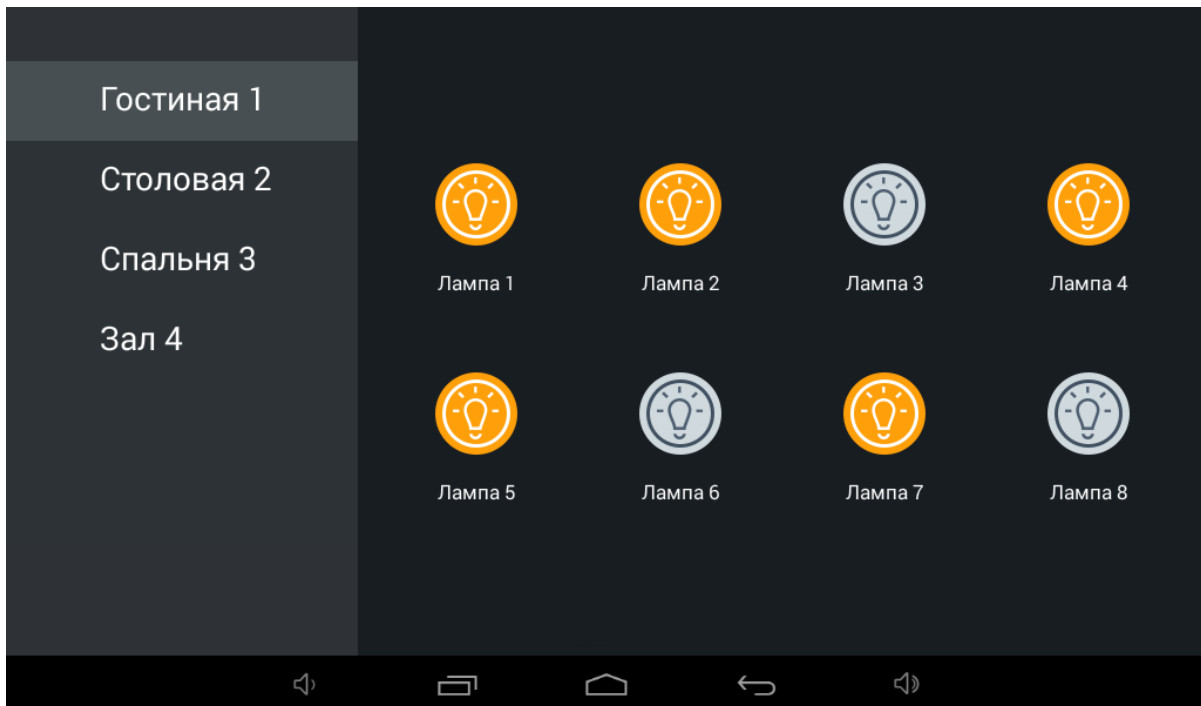 Гостиная 1
Столовая 2
Спальня 3
Зал 4
Лампа 1 Лампа 2 Лампа 3 Лампа 4
Лампа 5 Лампа 6 Лампа 7 Лампа 8